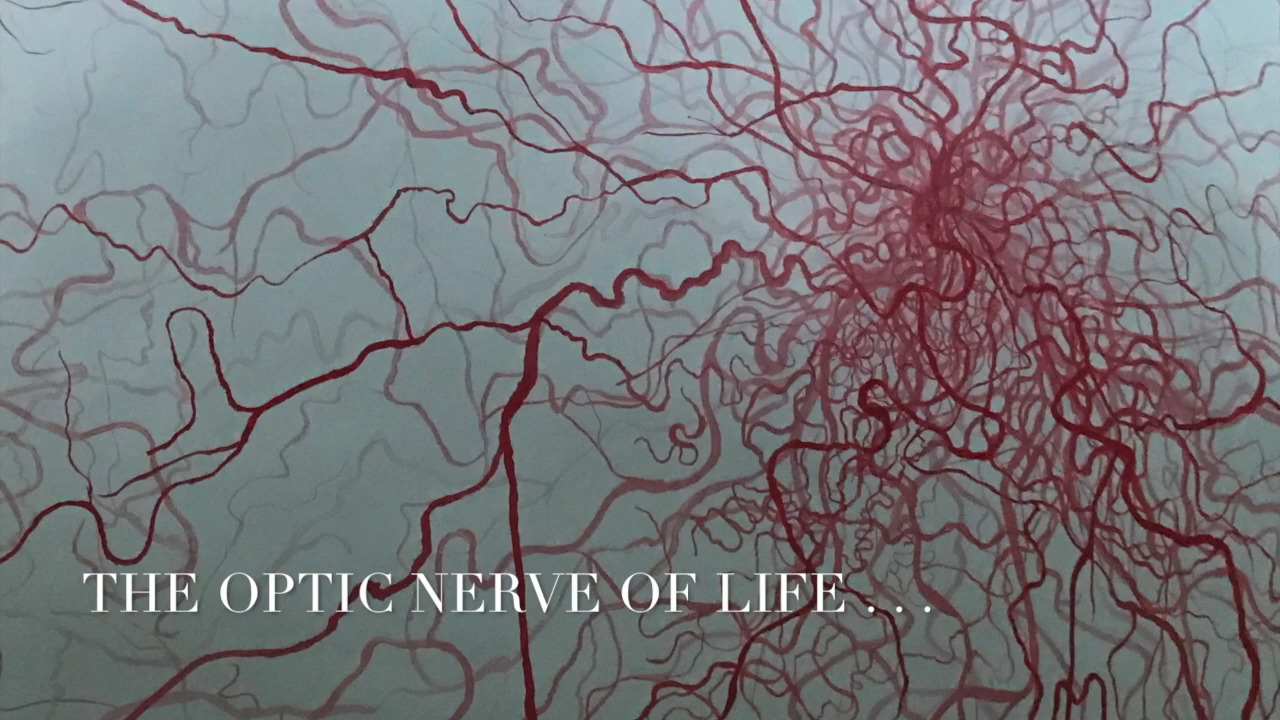 THE OPTIC NERVE OF LIFE . . .